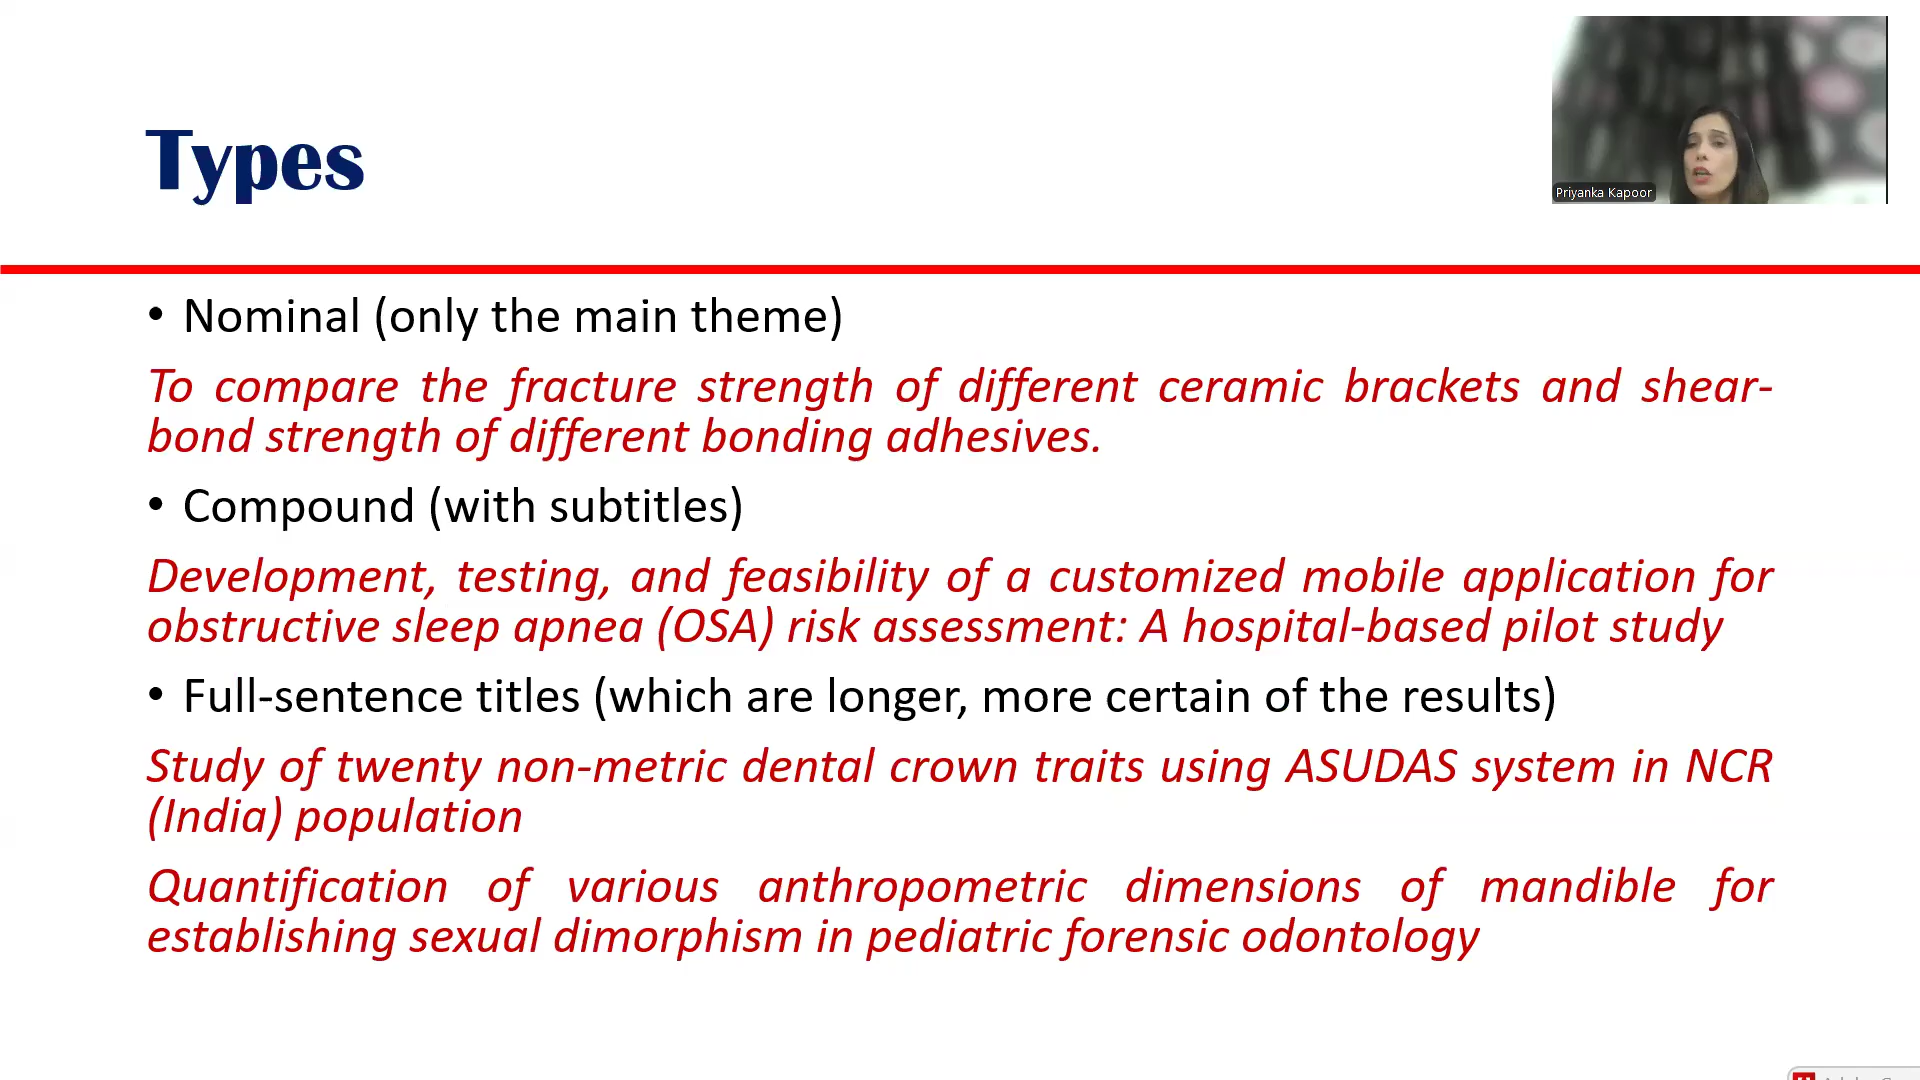 Types
Priyanka Kapoor
• Nominal (only the main theme)
To compare the fracture strength of different ceramic brackets and shear-
bond strength of different bonding adhesives.
• Compound (with subtitles)
Development, testing, and feasibility of a customized mobile application for
obstructive sleep apnea (OSA) risk assessment: A hospital-based pilot study
• Full-sentence titles (which are longer, more certain of the results)
Study of twenty non-metric dental crown traits using ASUDAS system in NCR
(India) population
Quantification of various anthropometric dimensions of mandible for
establishing sexual dimorphism in pediatric forensic odontology